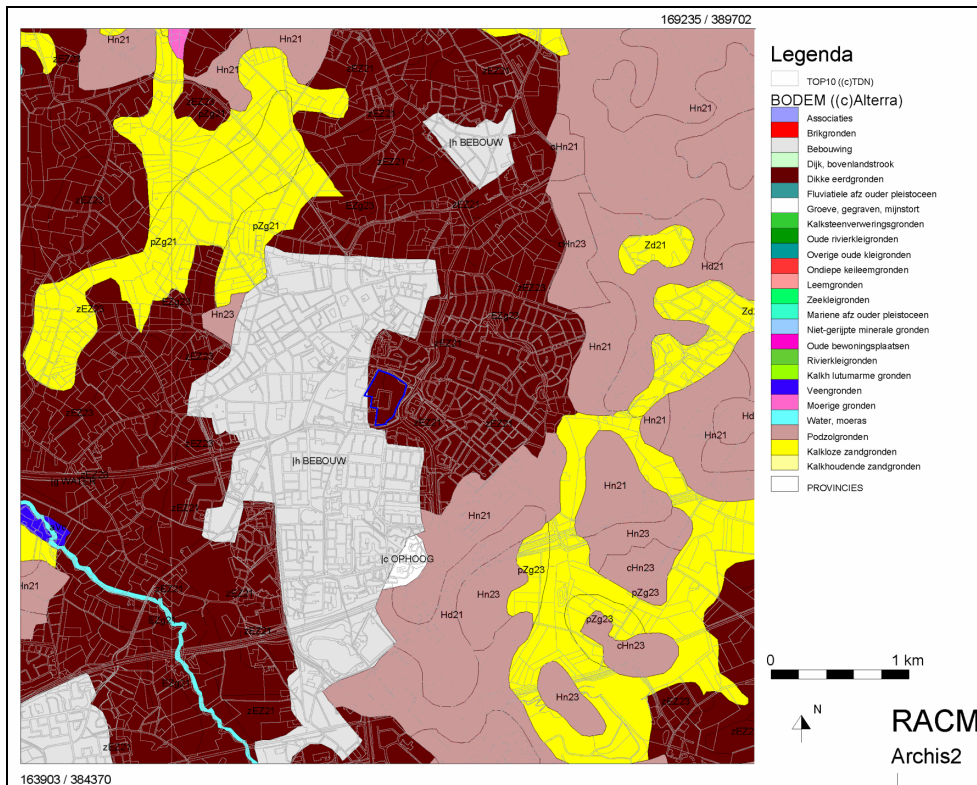 169235 / 389702
Legenda
TOP10 ((c)TDN)
BODEM ((c)Alterra)
Associaties
Brikgronden
Bebouwing
Dijk, bovenlandstrook
Dikke eerdgronden
Fluviatiele afz ouder pleistoceen
Groeve, gegraven, mijnstort
Kalksteenverweringsgronden
Oude rivierkleigronden
Overige oude kleigronden
Ondiepe keileemgronden
Leemgronden
Zeekleigronden
Mariene afz ouder pleistoceen
Niet-gerijpte minerale gronden
Oude bewoningsplaatsen
Rivierkleigronden
Kalkh lutumarme gronden
Veengronden
Moerige gronden
Water, moeras
Podzolgronden
Kalkloze zandgronden
Kalkhoudende zandgronden
PROVINCIES
0 1 km
N
RACM
Archis2
163903 / 384370
Hn21
Hn21
Hn21
|h BEBOUW
cHn21
pZg21
pZg21
cHn23
Zd21
Hd21
Hn23
Hn21
Hn21
Hn21
|h BEBOUW
Hn21
Hn21
Hn23
|c OPHOOG
pZg23
cHn23
Hn23
pZg23
Hd21
pZg23
cHn23
Hn23
zEZ21